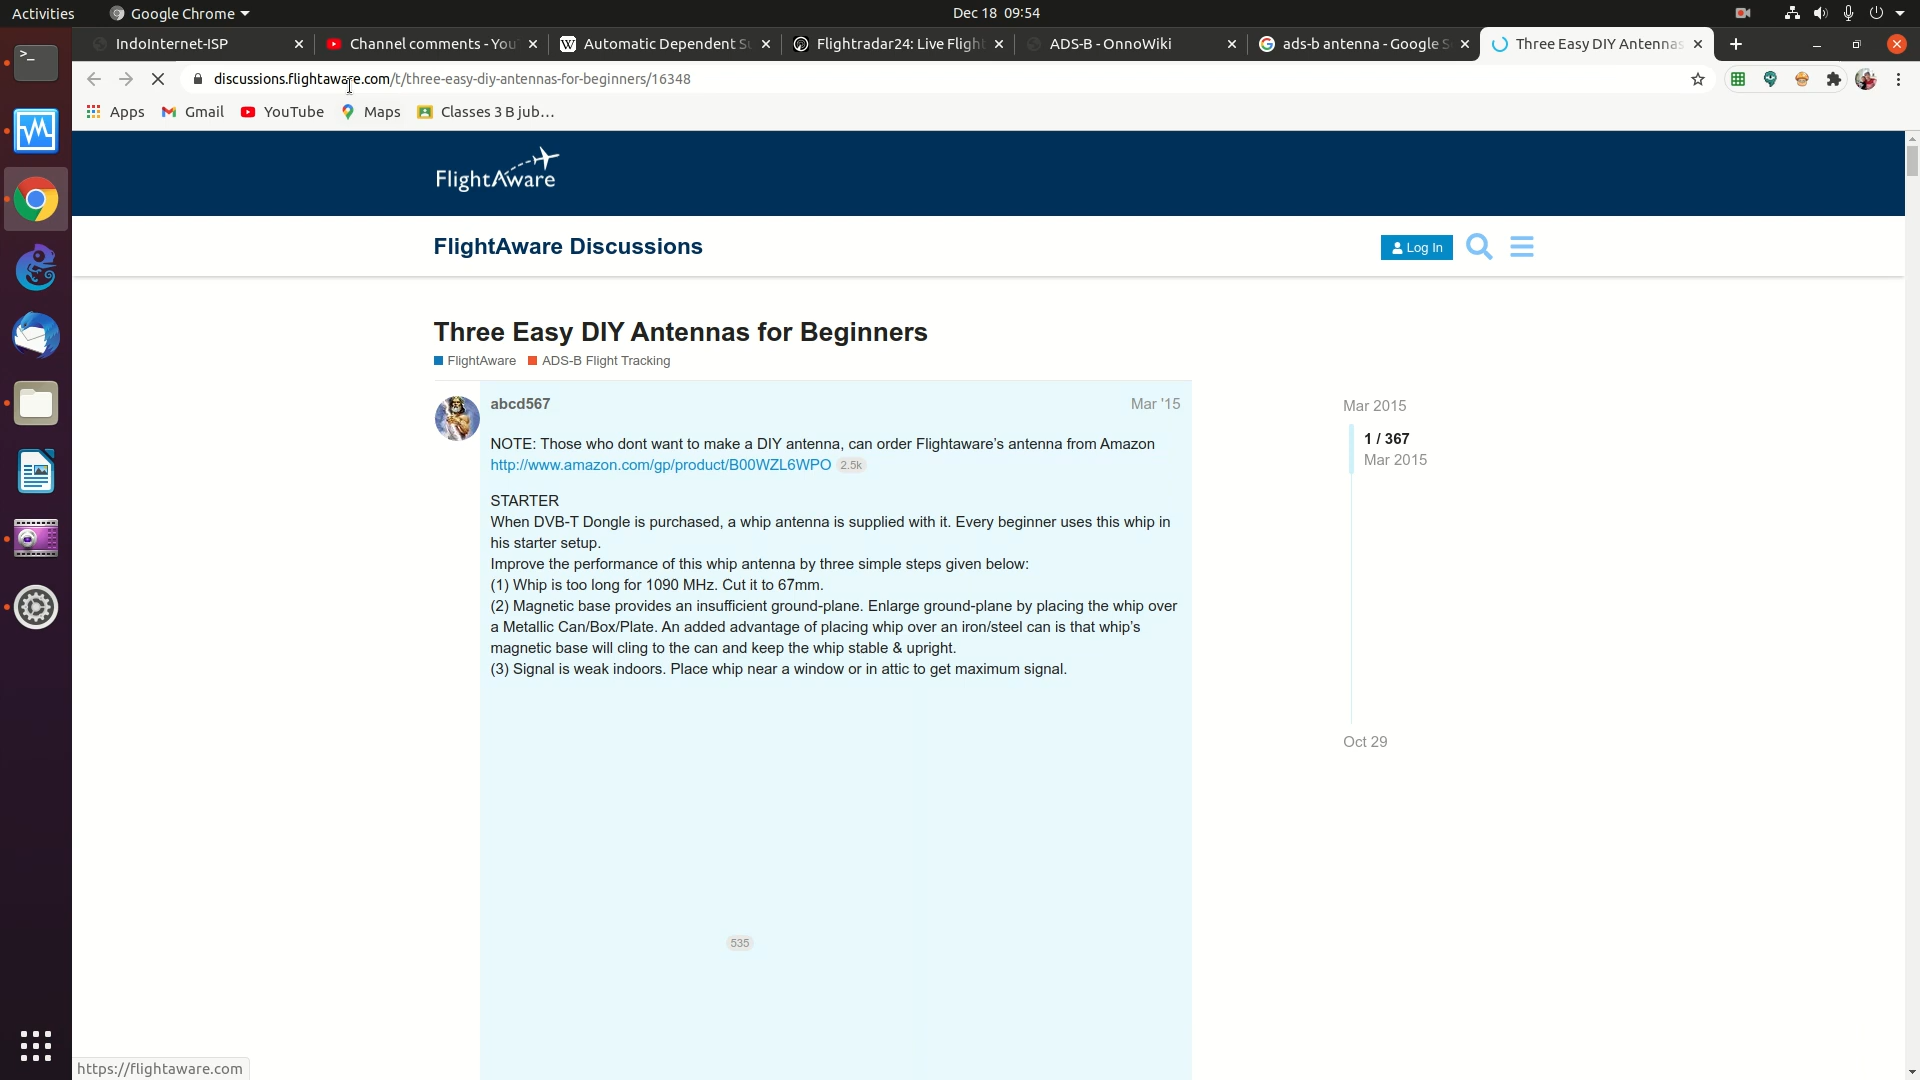 Activities
Google Chrome
Dec 18 09:54
IndoInternet-ISP
Channel comments - You
Automatic Dependent Su
Flightradar24: Live Flight
ADS-B - OnnoWiki
ads-b antenna - Google S
Three Easy DIY Antennas
discussions.flightaware.com/t/three-easy-diy-antennas-for-beginners/16348
Apps
Gmail
YouTube
Maps
Classes 3 B jub...
FlightAware
FlightAware Discussions
Log In
Three Easy DIY Antennas for Beginners
FlightAware
ADS-B Flight Tracking
abcd567
Mar '15
NOTE: Those who dont want to make a DIY antenna, can order Flightaware's antenna from Amazon
http://www.amazon.com/gp/product/B00WZL6WPO 2.5k
STARTER
When DVB-T Dongle is purchased, a whip antenna is supplied with it. Every beginner uses this whip in
his starter setup.
Improve the performance of this whip antenna by three simple steps given below:
(1) Whip is too long for 1090 MHz. Cut it to 67mm.
(2) Magnetic base provides an insufficient ground-plane. Enlarge ground-plane by placing the whip over
a Metallic Can/Box/Plate. An added advantage of placing whip over an iron/steel can is that whip's
magnetic base will cling to the can and keep the whip stable & upright.
(3) Signal is weak indoors. Place whip near a window or in attic to get maximum signal.
535
Mar 2015
1 / 367
Mar 2015
Oct 29
https://flightaware.com